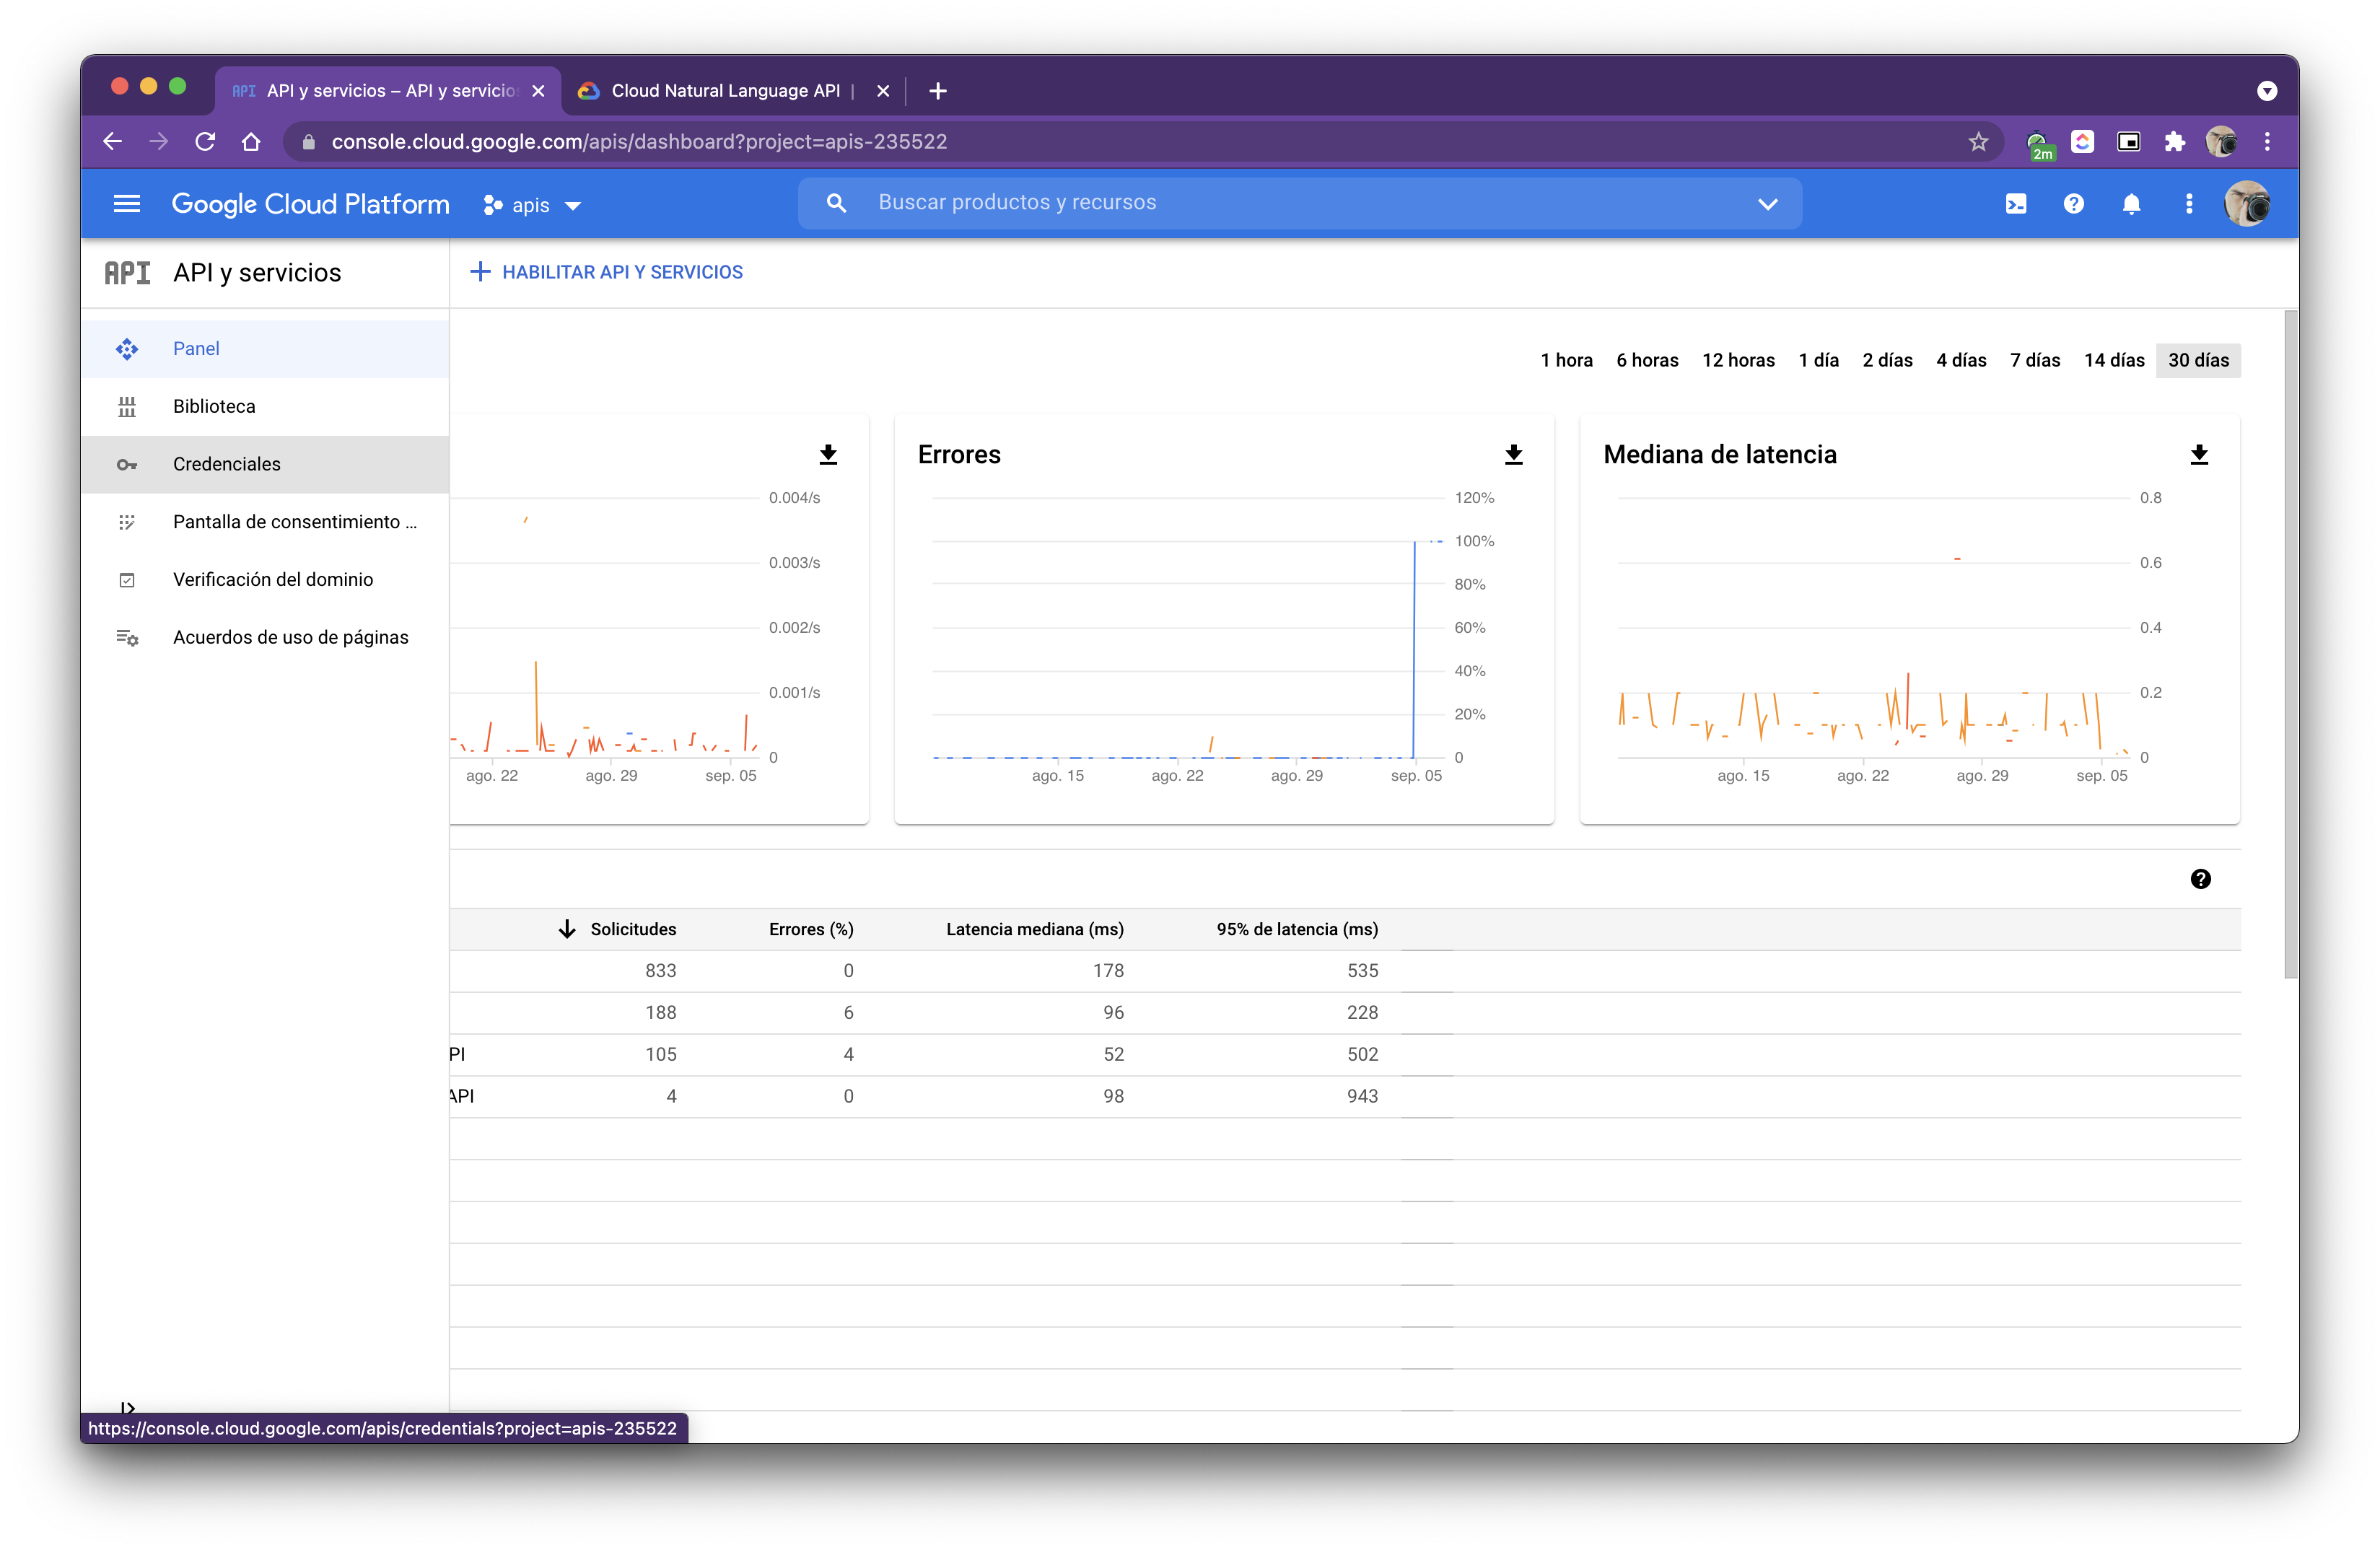 API API y servicios – API y servicios
Cloud Natural Language API |
console.cloud.google.com/apis/dashboard?project=apis-235522
2m
Google Cloud Platform
apis
Buscar productos y recursos
API API y servicios
HABILITAR API Y SERVICIOS
Panel
Biblioteca
Credenciales
Pantalla de consentimiento ...
Verificación del dominio
Acuerdos de uso de páginas
1 hora 6 horas 12 horas 1 día 2 días 4 días 7 días 14 días 30 días
0.004/s
0.003/s
0.002/s
0.001/s
0
ago. 22 ago. 29 sep. 05
Errores
120%
100%
80%
60%
40%
20%
0
ago. 15 ago. 22 ago. 29 sep. 05
Mediana de latencia
0.8
0.6
0.4
0.2
0
ago. 15 ago. 22 ago. 29 sep. 05
Solicitudes Errores (%) Latencia mediana (ms) 95% de latencia (ms)
833 0 178 535
188 6 96 228
PI 105 4 52 502
API 4 0 98 943
https://console.cloud.google.com/apis/credentials?project=apis-235522